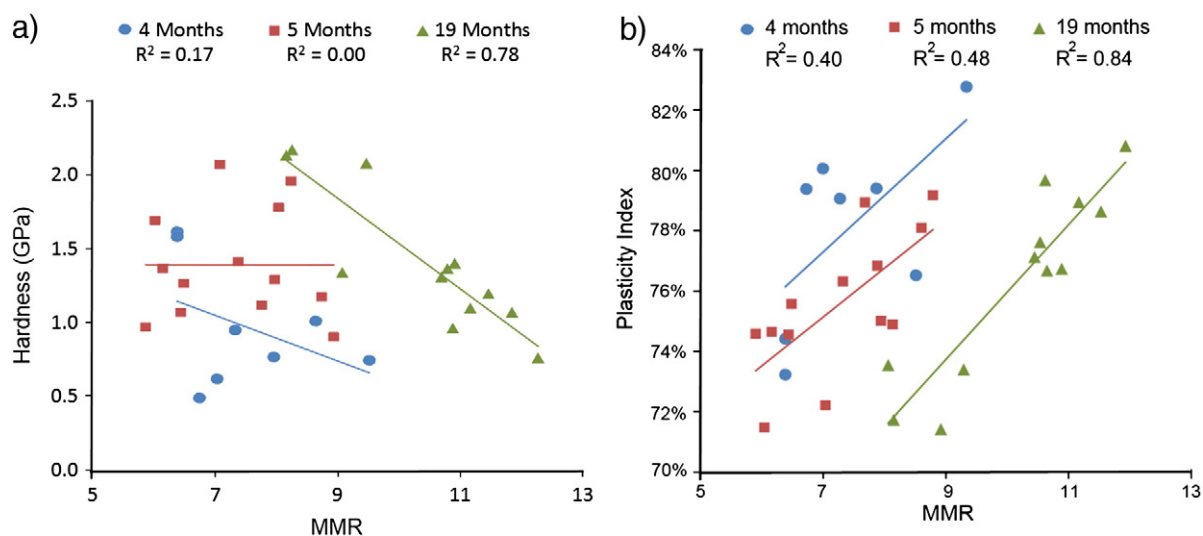 a)
4 Months 5 Months 19 Months
R² = 0.17 R² = 0.00 R² = 0.78
2.5
2.0
1.5
1.0
0.5
0.0
Hardness (GPa)
5 7 9 11 13
MMR
b)
4 months 5 months 19 months
R²= 0.40 R²= 0.48 R²= 0.84
84%
82%
80%
78%
76%
74%
72%
70%
Plasticity Index
5 7 9 11 13
MMR